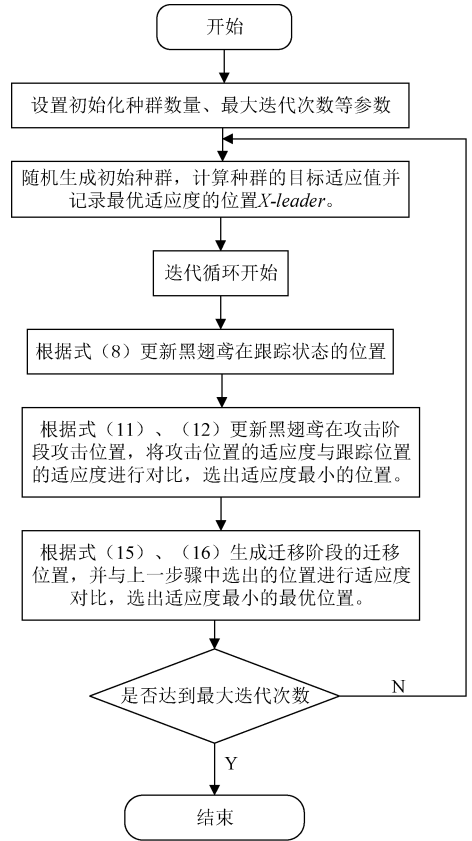 开始
设置初始化种群数量、最大迭代次数等参数
随机生成初始种群，计算种群的目标适应值并
记录最优适应度的位置X-leader。
迭代循环开始
根据式（8）更新黑翅鸢在跟踪状态的位置
根据式（11）、（12）更新黑翅鸢在攻击阶
段攻击位置，将攻击位置的适应度与跟踪位置
的适应度进行对比，选出适应度最小的位置。
根据式（15）、（16）生成迁移阶段的迁移
位置，并与上一步骤中选出的位置进行适应度
对比，选出适应度最小的最优位置。
是否达到最大迭代次数
N
Y
结束